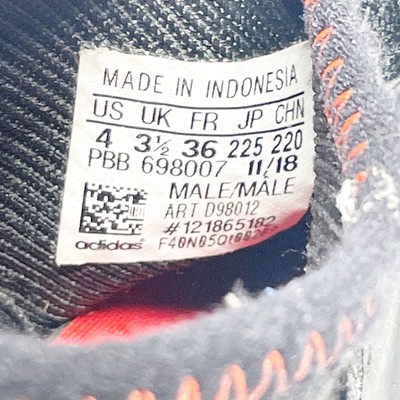 MADE IN INDONESIA
US UK FR JP CHN
4 3½ 36 225 220
PBB 698007 11/18
MALE/MÂLE
ART D98012
#121865182
adidas